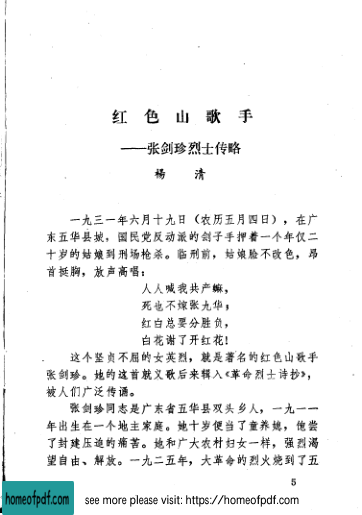 红色山歌手
——张剑珍烈士传略
杨清
一九三一年六月十九日（农历五月四日），在广
东五华县城，国民党反动派的刽子手押着一个年仅二
十岁的姑娘到刑场枪杀。临刑前，姑娘脸不改色，昂
首挺胸，放声高唱：
人人喊我共产嫲，
死也不嫁张九华；
红白总要分胜负，
白花谢了开红花！
这个坚贞不屈的女英烈，就是著名的红色山歌手
张剑珍。她的这首就义歌后来辑入《革命烈士诗抄》，
被人们广泛传诵。
张剑珍同志是广东省五华县双头乡人，一九一一
年出生在一个地主家庭。她十岁便当了童养媳，饱尝
了封建压迫的痛苦。她和广大农村妇女一样，强烈渴
望自由、解放。一九二五年，大革命的烈火烧到了五
5
homeofpdf.com
see more please visit: https://homeofpdf.com